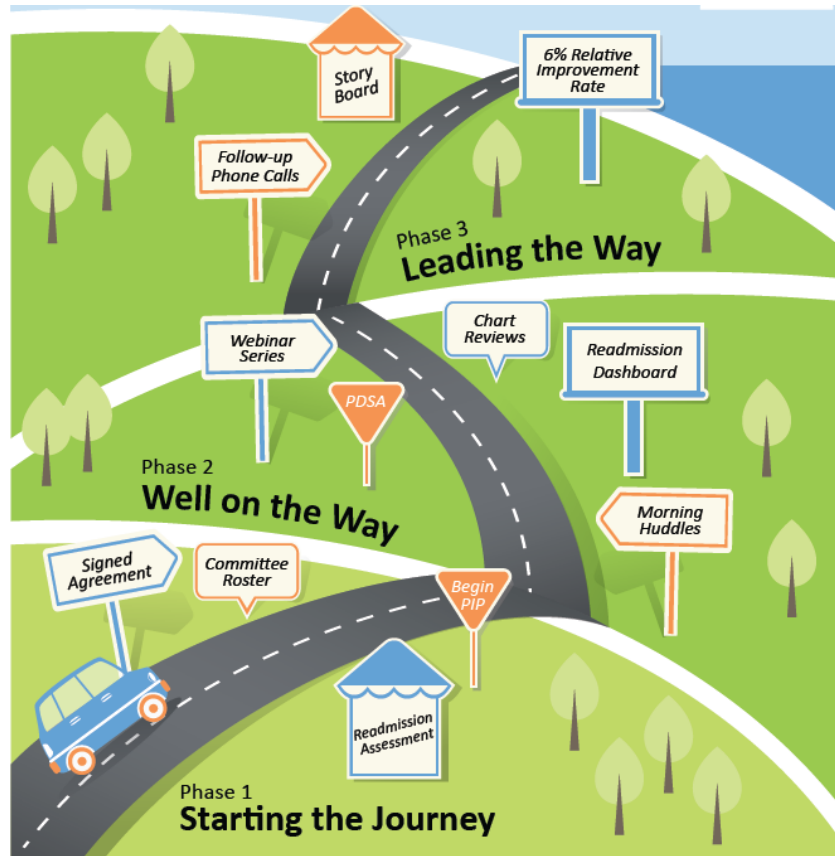 Story
Board
6% Relative
Improvement
Rate
Follow-up
Phone Calls
Phase 3
Leading the Way
Webinar
Series
Chart
Reviews
Readmission
Dashboard
PDSA
Phase 2
Well on the Way
Morning
Huddles
Signed
Agreement
Committee
Roster
Begin
PIP
Readmission
Assessment
Phase 1
Starting the Journey